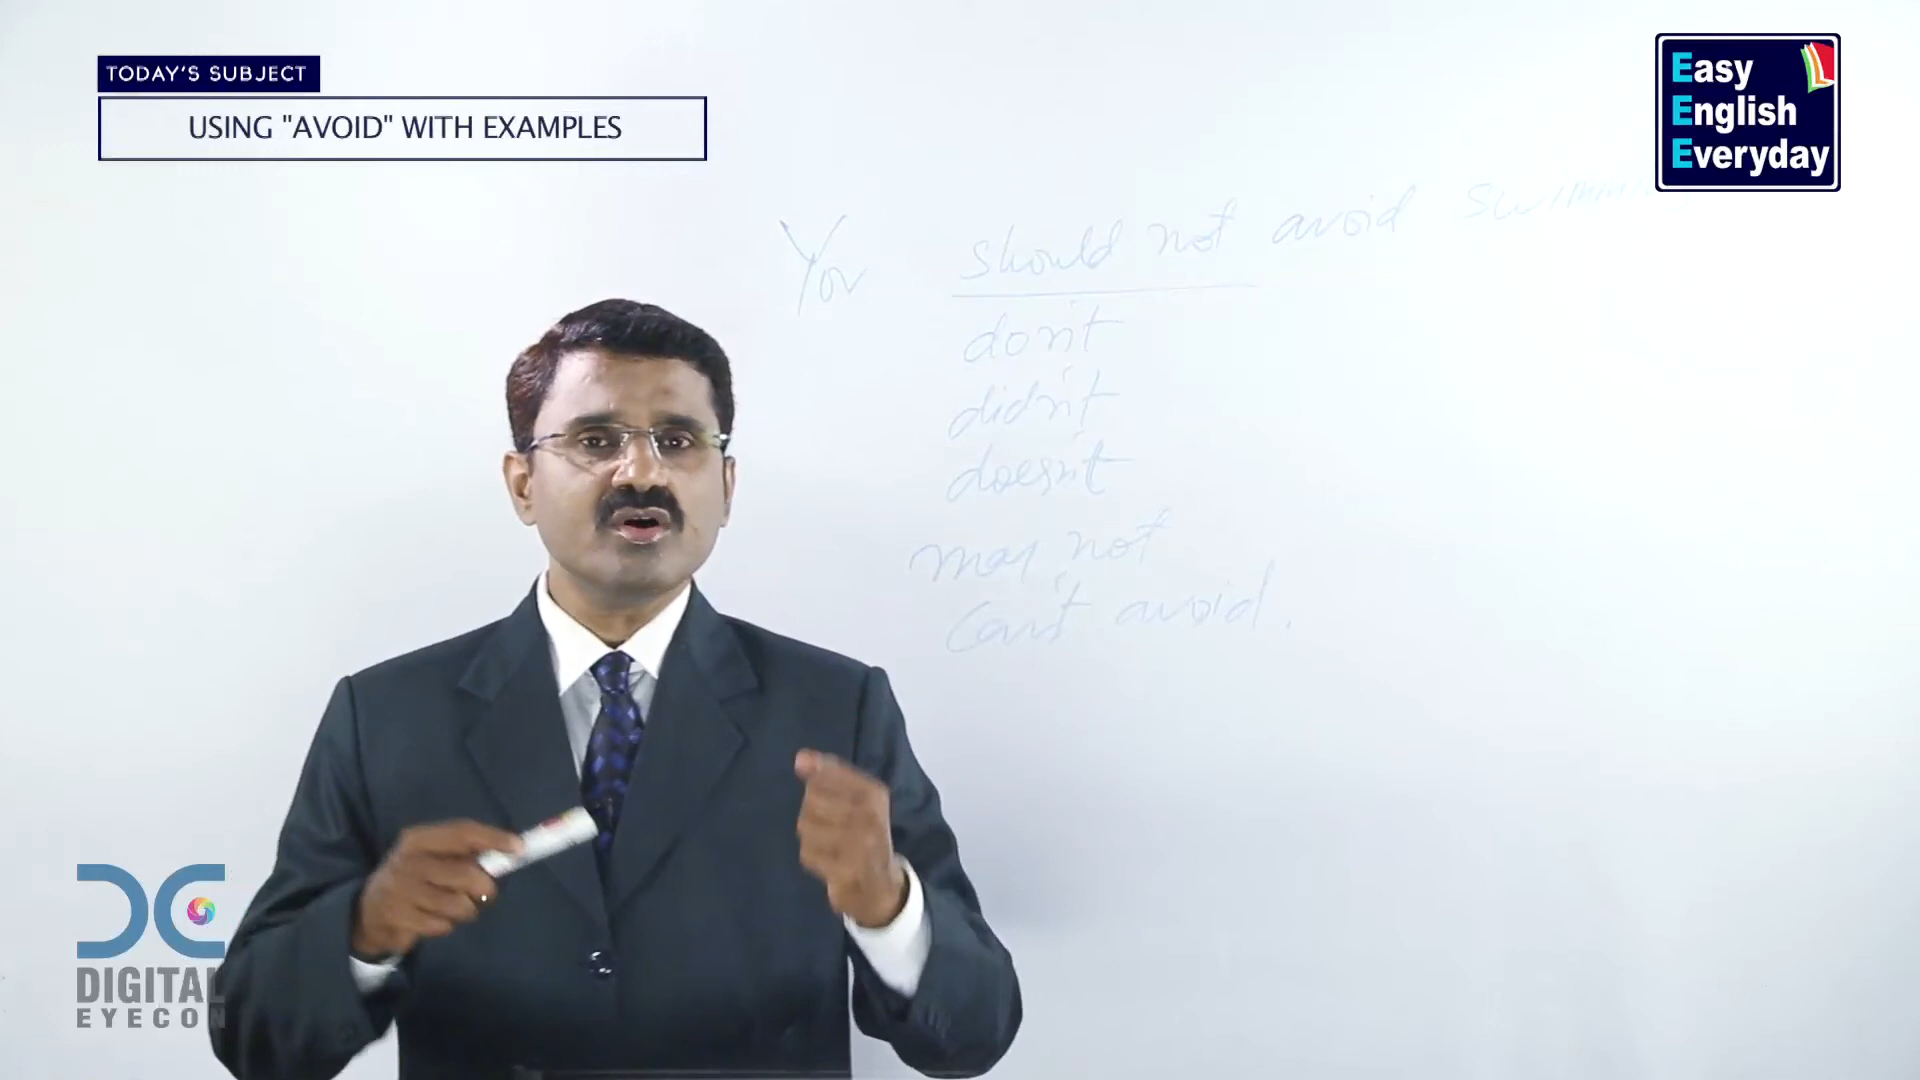 TODAY'S SUBJECT
USING "AVOID" WITH EXAMPLES
Easy
English
Everyday
You should not avoid
don't
didn't
doesn't
may not
can't avoid.
DIGITAL
EYECON